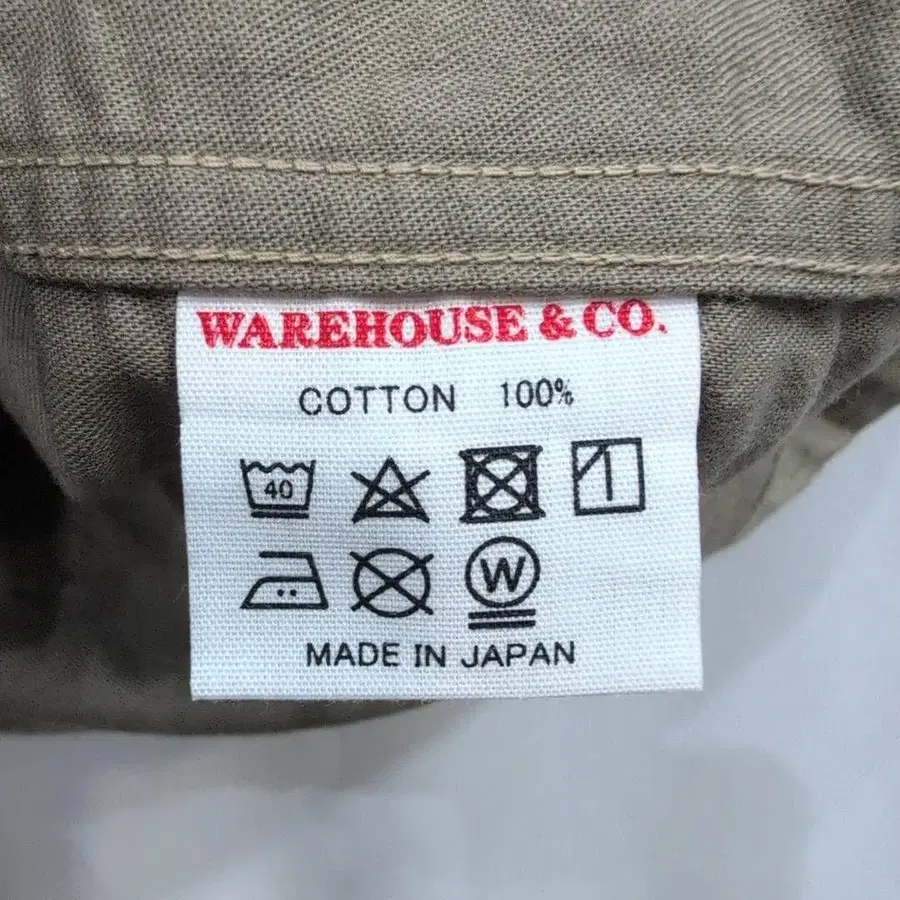 WAREHOUSE & CO.
COTTON 100%
40
W
MADE IN JAPAN